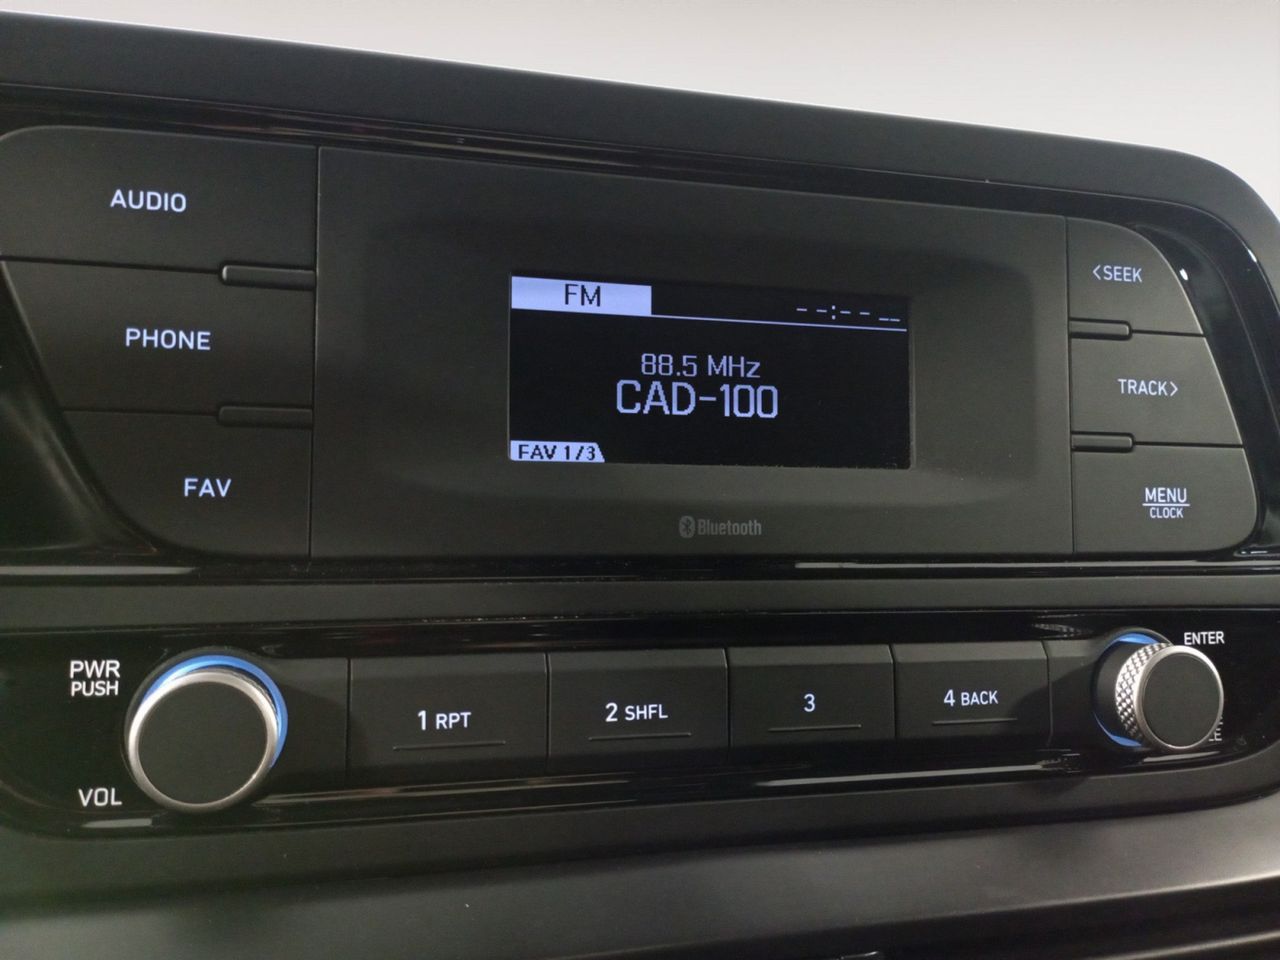 AUDIO
PHONE
FAV
FM
--:-- --
88.5 MHz
CAD-100
FAV 1/3
Bluetooth
<SEEK
TRACK>
MENU
CLOCK
PWR
PUSH
VOL
1 RPT
2 SHFL
3
4 BACK
ENTER